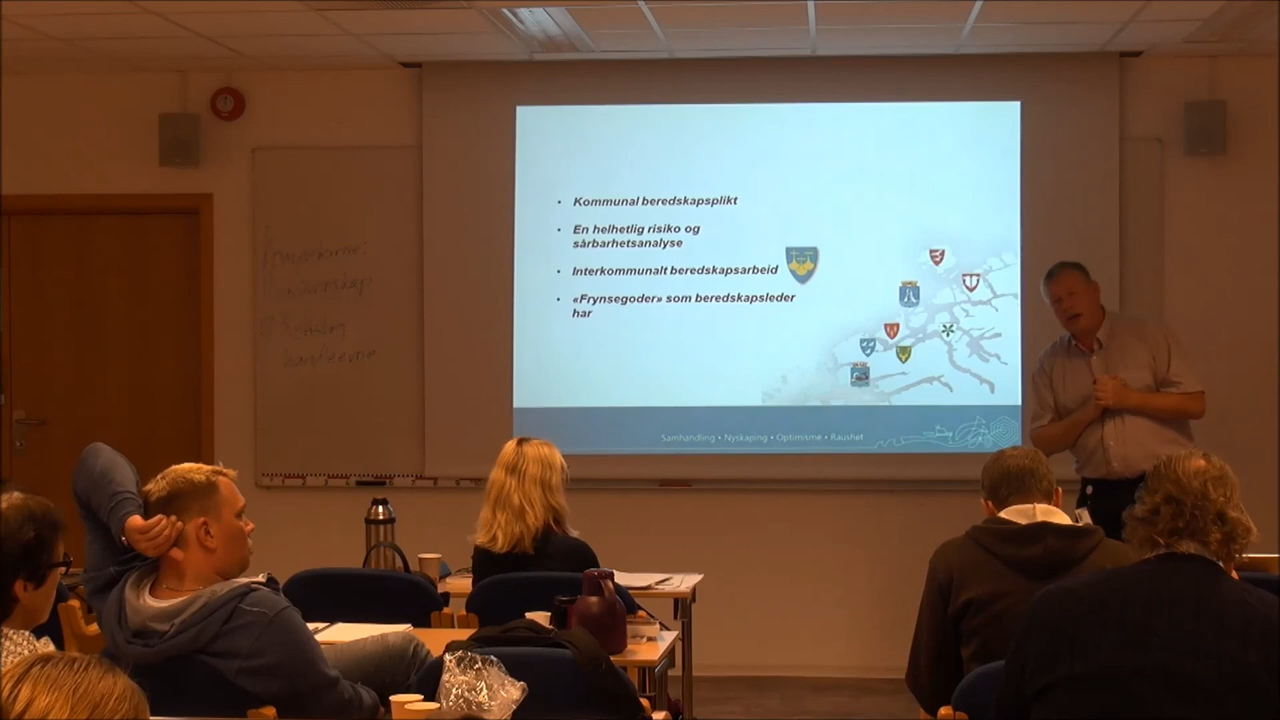 • Kommunal beredskapsplikt
• En helhetlig risiko og
sårbarhetsanalyse
• Interkommunalt beredskapsarbeid
• «Frynsegoder» som beredskapsleder
har
Samhandling • Nyskaping • Optimisme • Raushet